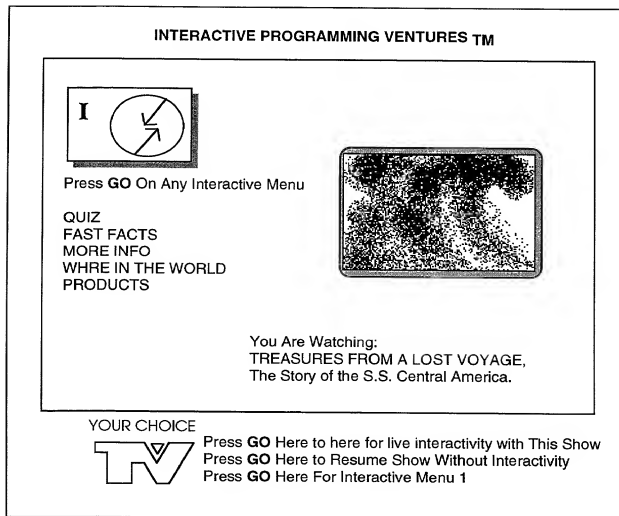 INTERACTIVE PROGRAMMING VENTURES TM
I
Press GO On Any Interactive Menu
QUIZ
FAST FACTS
MORE INFO
WHRE IN THE WORLD
PRODUCTS
You Are Watching:
TREASURES FROM A LOST VOYAGE,
The Story of the S.S. Central America.
YOUR CHOICE
TV
Press GO Here to here for live interactivity with This Show
Press GO Here to Resume Show Without Interactivity
Press GO Here For Interactive Menu 1